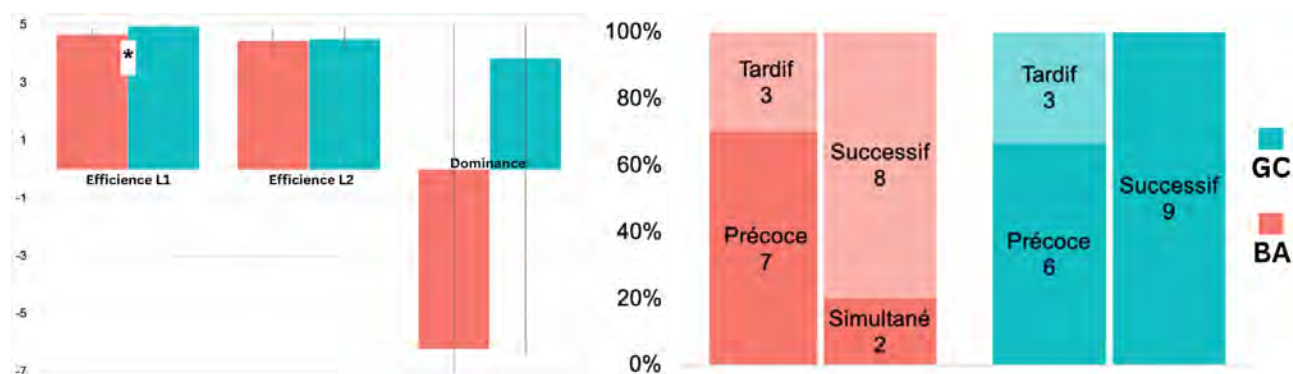 5
3
1
-1
-3
-5
-7
*
Efficience L1
Efficience L2
Dominance
100%
80%
60%
40%
20%
0%
Tardif
3
Précoce
7
Successif
8
Simultané
2
Tardif
3
Précoce
6
Successif
9
GC
BA